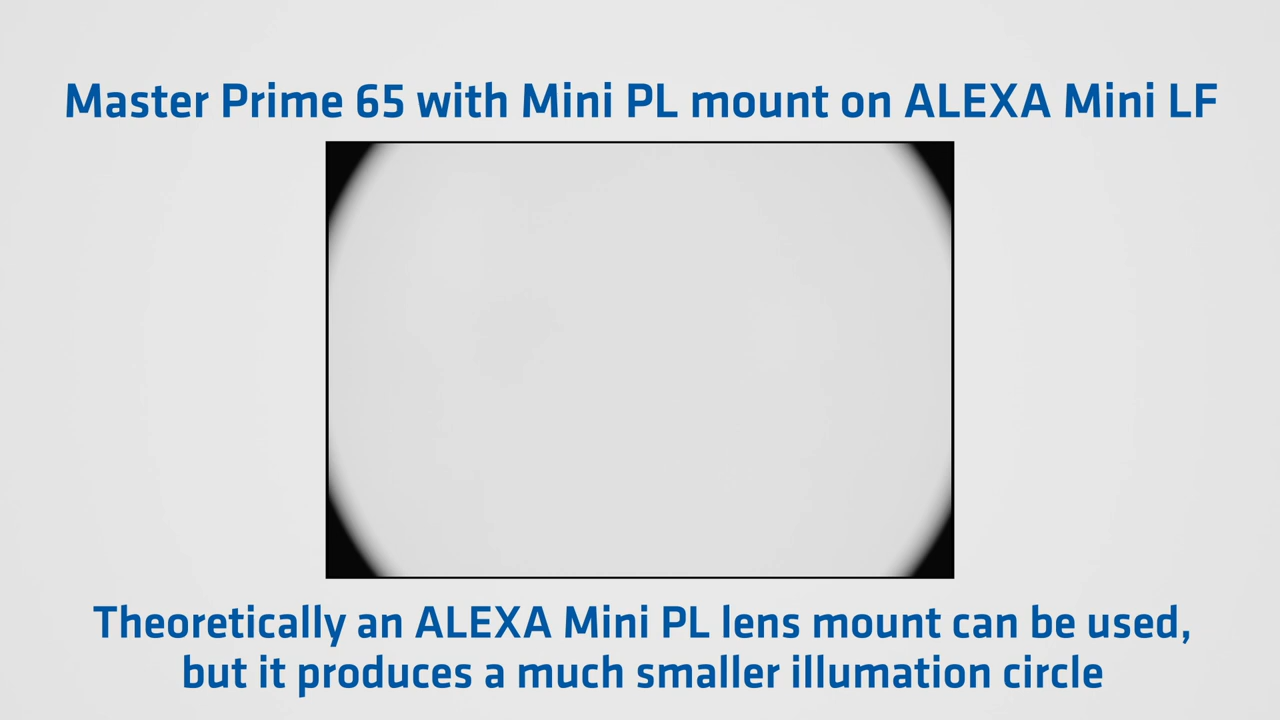 Master Prime 65 with Mini PL mount on ALEXA Mini LF
Theoretically an ALEXA Mini PL lens mount can be used,
but it produces a much smaller illumation circle